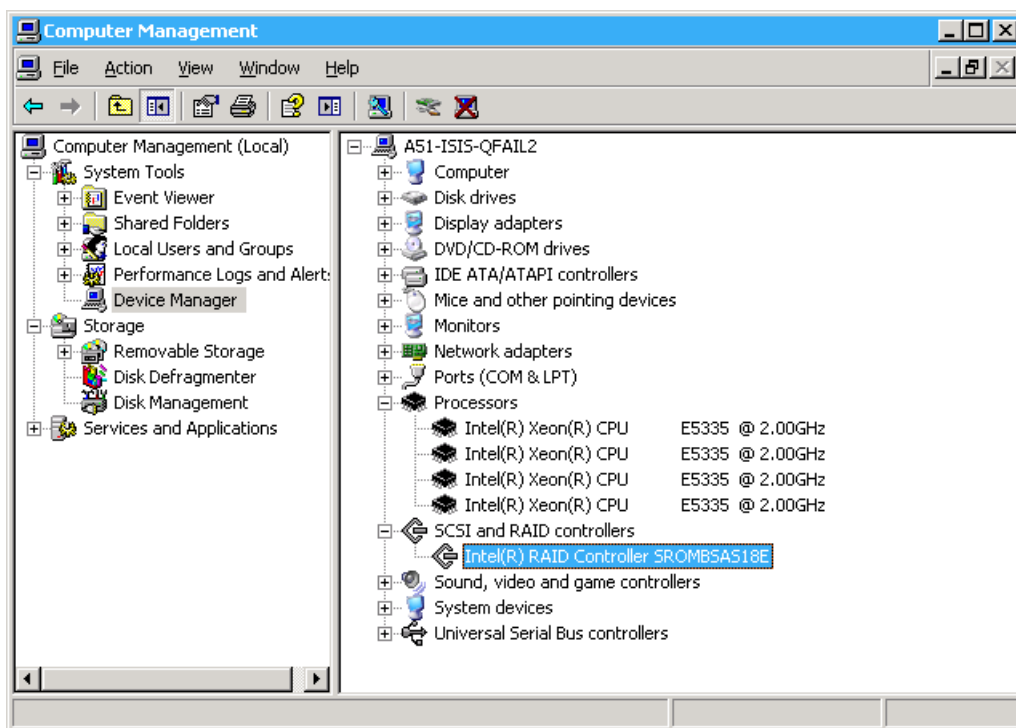 Computer Management
File Action View Window Help
Computer Management (Local)
System Tools
Event Viewer
Shared Folders
Local Users and Groups
Performance Logs and Alert:
Device Manager
Storage
Removable Storage
Disk Defragmenter
Disk Management
Services and Applications
A51-ISIS-QFAIL2
Computer
Disk drives
Display adapters
DVD/CD-ROM drives
IDE ATA/ATAPI controllers
Mice and other pointing devices
Monitors
Network adapters
Ports (COM & LPT)
Processors
Intel(R) Xeon(R) CPU E5335 @ 2.00GHz
Intel(R) Xeon(R) CPU E5335 @ 2.00GHz
Intel(R) Xeon(R) CPU E5335 @ 2.00GHz
Intel(R) Xeon(R) CPU E5335 @ 2.00GHz
SCSI and RAID controllers
Intel(R) RAID Controller SROMBSAS18E
Sound, video and game controllers
System devices
Universal Serial Bus controllers